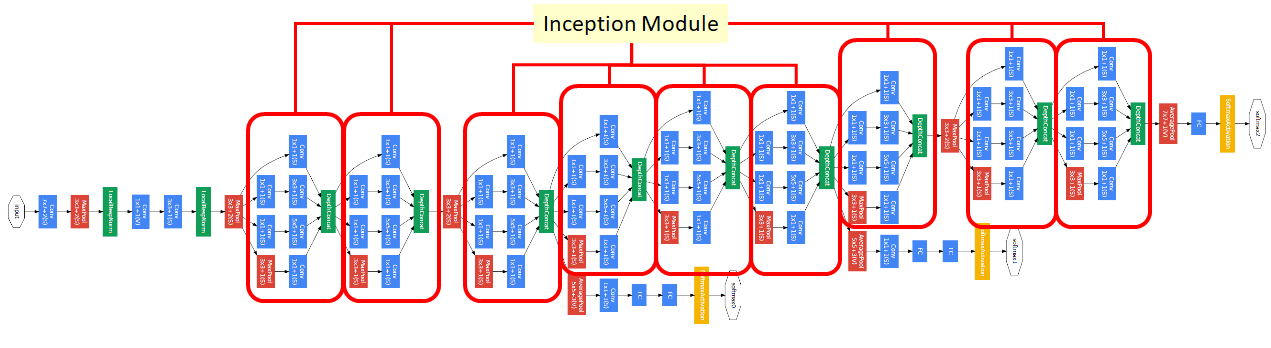 Inception Module
input
Conv
7x7+2(S)
MaxPool
3x3+2(S)
LocalRespNorm
Conv
1x1+1(V)
Conv
3x3+1(S)
LocalRespNorm
MaxPool
3x3+2(S)
Conv
1x1+1(S)
Conv
1x1+1(S)
Conv
3x3+1(S)
Conv
1x1+1(S)
Conv
5x5+1(S)
MaxPool
3x3+1(S)
Conv
1x1+1(S)
DepthConcat
Conv
1x1+1(S)
Conv
1x1+1(S)
Conv
3x3+1(S)
Conv
1x1+1(S)
Conv
5x5+1(S)
MaxPool
3x3+1(S)
Conv
1x1+1(S)
DepthConcat
MaxPool
3x3+2(S)
Conv
1x1+1(S)
Conv
1x1+1(S)
Conv
3x3+1(S)
Conv
1x1+1(S)
Conv
5x5+1(S)
MaxPool
3x3+1(S)
Conv
1x1+1(S)
DepthConcat
Conv
1x1+1(S)
Conv
1x1+1(S)
Conv
3x3+1(S)
Conv
1x1+1(S)
Conv
5x5+1(S)
MaxPool
3x3+1(S)
Conv
1x1+1(S)
DepthConcat
AveragePool
5x5+3(V)
Conv
1x1+1(S)
FC
FC
SoftmaxActivation
softmax0
Conv
1x1+1(S)
Conv
1x1+1(S)
Conv
3x3+1(S)
Conv
1x1+1(S)
Conv
5x5+1(S)
MaxPool
3x3+1(S)
Conv
1x1+1(S)
DepthConcat
Conv
1x1+1(S)
Conv
1x1+1(S)
Conv
3x3+1(S)
Conv
1x1+1(S)
Conv
5x5+1(S)
MaxPool
3x3+1(S)
Conv
1x1+1(S)
DepthConcat
Conv
1x1+1(S)
Conv
1x1+1(S)
Conv
3x3+1(S)
Conv
1x1+1(S)
Conv
5x5+1(S)
MaxPool
3x3+1(S)
Conv
1x1+1(S)
DepthConcat
AveragePool
5x5+3(V)
Conv
1x1+1(S)
FC
FC
SoftmaxActivation
softmax1
MaxPool
3x3+2(S)
Conv
1x1+1(S)
Conv
1x1+1(S)
Conv
3x3+1(S)
Conv
1x1+1(S)
Conv
5x5+1(S)
MaxPool
3x3+1(S)
Conv
1x1+1(S)
DepthConcat
Conv
1x1+1(S)
Conv
1x1+1(S)
Conv
3x3+1(S)
Conv
1x1+1(S)
Conv
5x5+1(S)
MaxPool
3x3+1(S)
Conv
1x1+1(S)
DepthConcat
AveragePool
7x7+1(V)
FC
SoftmaxActivation
softmax2